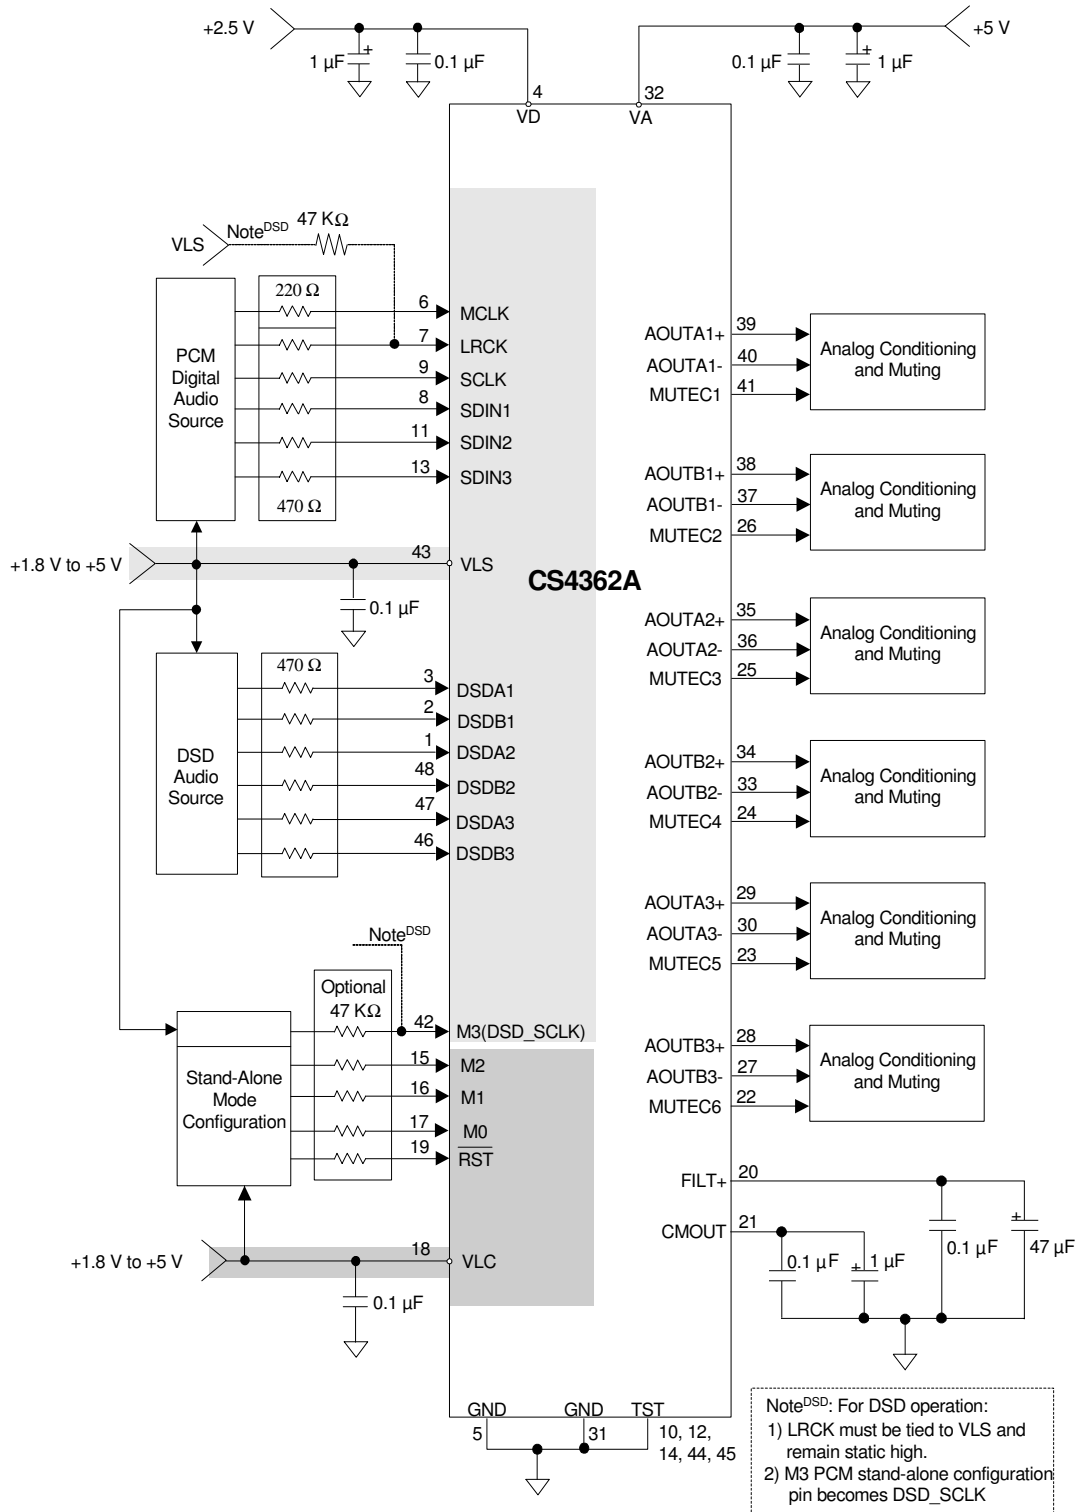 +2.5 V
+5 V
1 µF
+
0.1 µF
0.1 µF
+
1 µF
4
32
VD
VA
VLS
Note^DSD
47 KΩ
PCM
Digital
Audio
Source
220 Ω
470 Ω
6
MCLK
7
LRCK
9
SCLK
8
SDIN1
11
SDIN2
13
SDIN3
+1.8 V to +5 V
43
VLS
0.1 µF
CS4362A
DSD
Audio
Source
470 Ω
3
DSDA1
2
DSDB1
1
DSDA2
48
DSDB2
47
DSDA3
46
DSDB3
Note^DSD
Optional
47 KΩ
Stand-Alone
Mode
Configuration
42
M3(DSD_SCLK)
15
M2
16
M1
17
M0
19
RST
+1.8 V to +5 V
18
VLC
0.1 µF
AOUTA1+
39
AOUTA1-
40
MUTEC1
41
Analog Conditioning
and Muting
AOUTB1+
38
AOUTB1-
37
MUTEC2
26
Analog Conditioning
and Muting
AOUTA2+
35
AOUTA2-
36
MUTEC3
25
Analog Conditioning
and Muting
AOUTB2+
34
AOUTB2-
33
MUTEC4
24
Analog Conditioning
and Muting
AOUTA3+
29
AOUTA3-
30
MUTEC5
23
Analog Conditioning
and Muting
AOUTB3+
28
AOUTB3-
27
MUTEC6
22
Analog Conditioning
and Muting
FILT+
20
CMOUT
21
0.1 µF
+
1 µF
0.1 µF
+
47 µF
GND
5
GND
31
TST
10, 12,
14, 44, 45
Note^DSD: For DSD operation:
1) LRCK must be tied to VLS and
remain static high.
2) M3 PCM stand-alone configuration
pin becomes DSD_SCLK